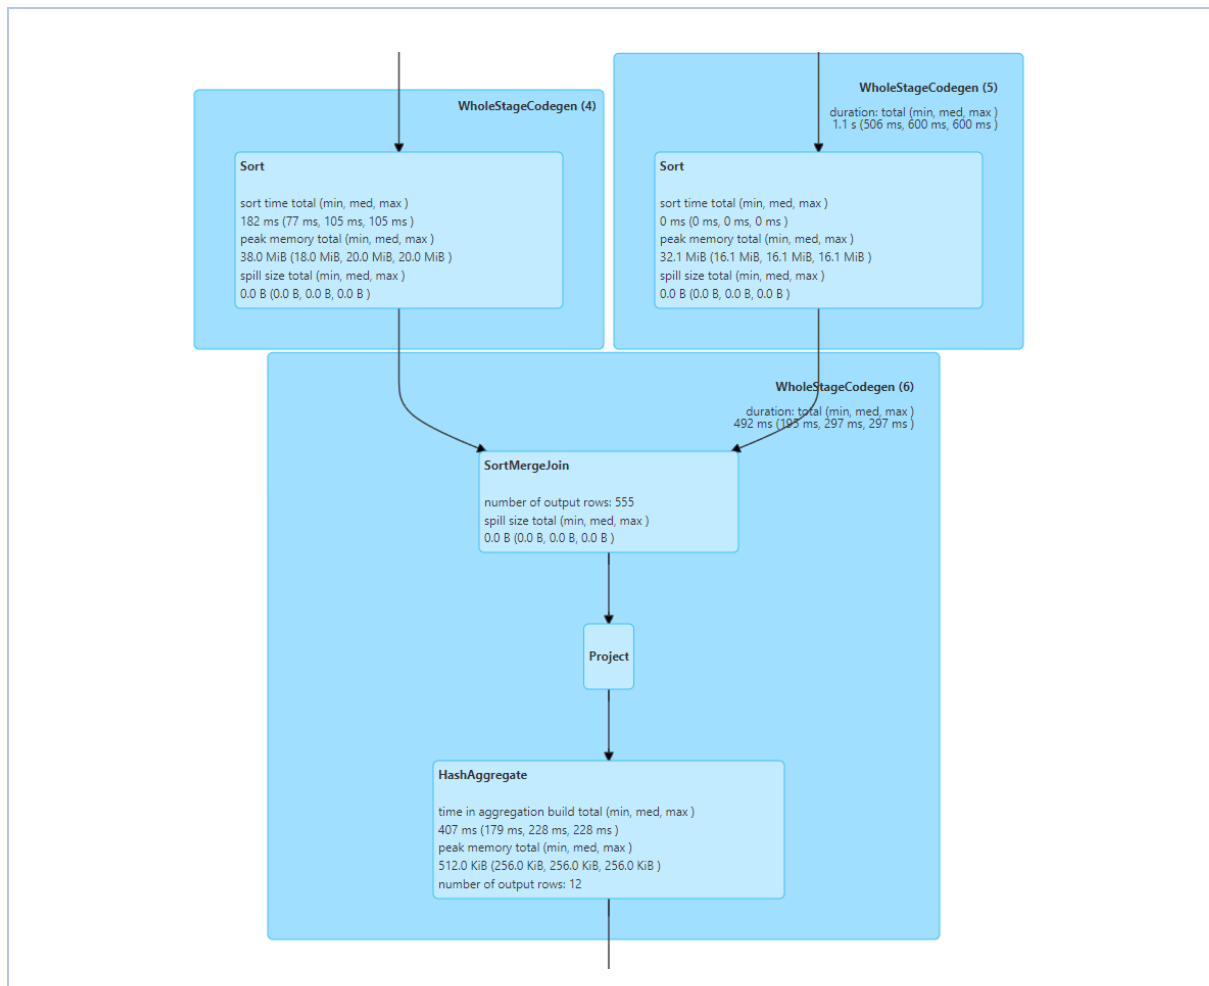 WholeStageCodegen (4)
Sort
sort time total (min, med, max )
182 ms (77 ms, 105 ms, 105 ms )
peak memory total (min, med, max )
38.0 MiB (18.0 MiB, 20.0 MiB, 20.0 MiB )
spill size total (min, med, max )
0.0 B (0.0 B, 0.0 B, 0.0 B )
WholeStageCodegen (5)
duration: total (min, med, max )
1.1 s (506 ms, 600 ms, 600 ms )
Sort
sort time total (min, med, max )
0 ms (0 ms, 0 ms, 0 ms )
peak memory total (min, med, max )
32.1 MiB (16.1 MiB, 16.1 MiB, 16.1 MiB )
spill size total (min, med, max )
0.0 B (0.0 B, 0.0 B, 0.0 B )
WholeStageCodegen (6)
duration: total (min, med, max )
492 ms (195 ms, 297 ms, 297 ms )
SortMergeJoin
number of output rows: 555
spill size total (min, med, max )
0.0 B (0.0 B, 0.0 B, 0.0 B )
Project
HashAggregate
time in aggregation build total (min, med, max )
407 ms (179 ms, 228 ms, 228 ms )
peak memory total (min, med, max )
512.0 KiB (256.0 KiB, 256.0 KiB, 256.0 KiB )
number of output rows: 12